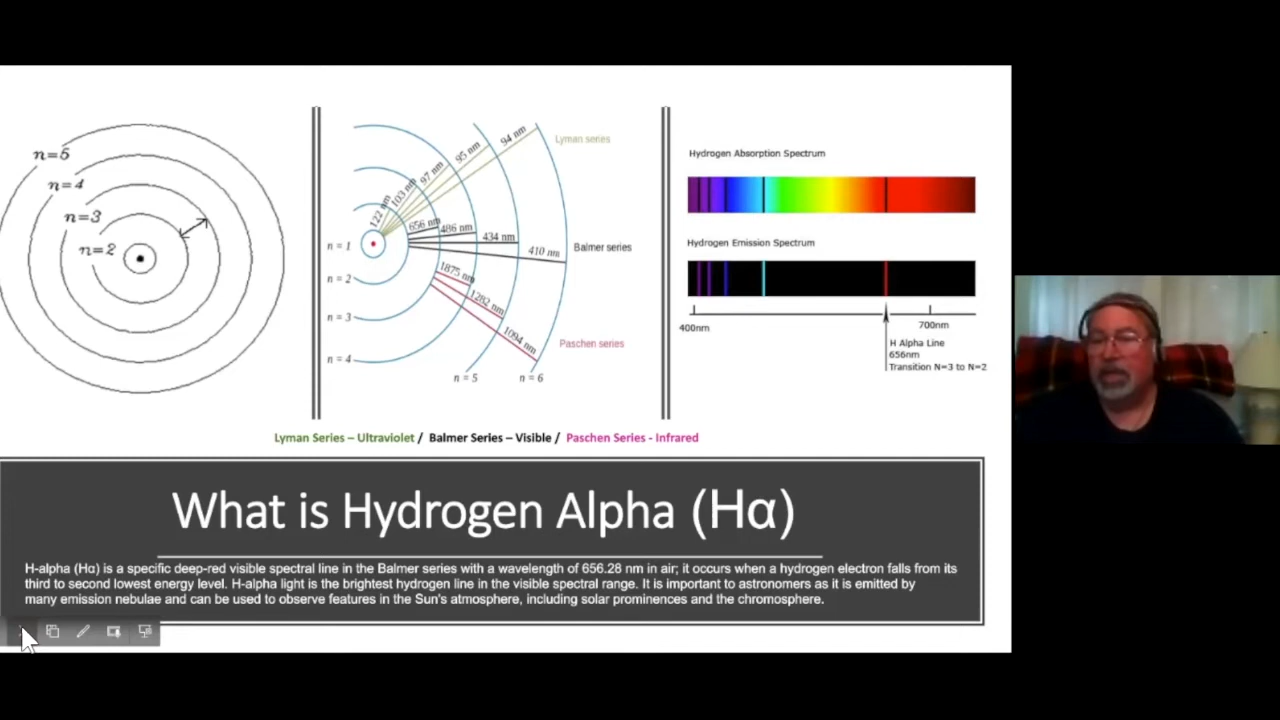 n=5
n=4
n=3
n=2
122 nm
103 nm
97 nm
95 nm
94 nm
Lyman series
656 nm
486 nm
434 nm
410 nm
Balmer series
1875 nm
1282 nm
1094 nm
Paschen series
n = 1
n = 2
n = 3
n = 4
n = 5
n = 6
Hydrogen Absorption Spectrum
Hydrogen Emission Spectrum
400nm
700nm
H Alpha Line
656nm
Transition N=3 to N=2
Lyman Series – Ultraviolet / Balmer Series – Visible / Paschen Series - Infrared
What is Hydrogen Alpha (Hα)
H-alpha (Hα) is a specific deep-red visible spectral line in the Balmer series with a wavelength of 656.28 nm in air; it occurs when a hydrogen electron falls from its
third to second lowest energy level. H-alpha light is the brightest hydrogen line in the visible spectral range. It is important to astronomers as it is emitted by
many emission nebulae and can be used to observe features in the Sun's atmosphere, including solar prominences and the chromosphere.